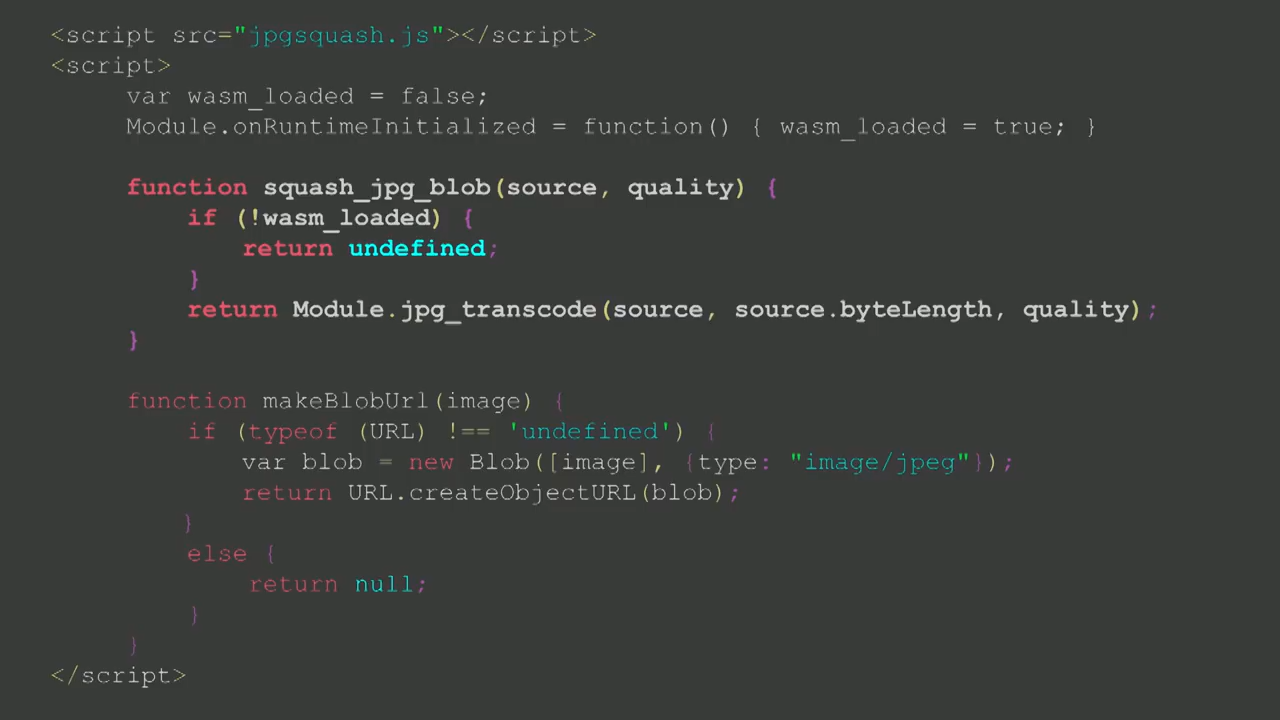 <script src="jpgsquash.js"></script>
<script>
var wasm_loaded = false;
Module.onRuntimeInitialized = function() { wasm_loaded = true; }
function squash_jpg_blob(source, quality) {
if (!wasm_loaded) {
return undefined;
}
return Module.jpg_transcode(source, source.byteLength, quality);
}
function makeBlobUrl(image) {
if (typeof (URL) !== 'undefined') {
var blob = new Blob([image], {type: "image/jpeg"});
return URL.createObjectURL(blob);
}
else {
return null;
}
}
</script>